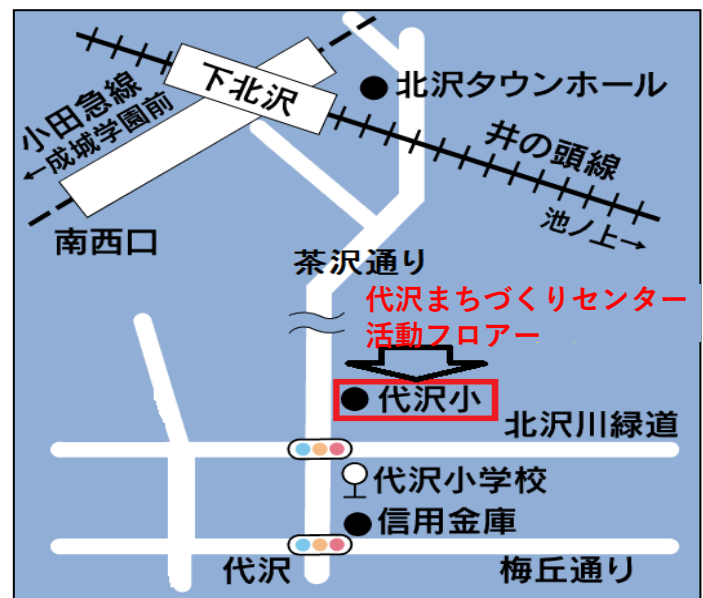 下北沢
北沢タウンホール
小田急線
←成城学園前
井の頭線
池ノ上→
南西口
茶沢通り
代沢まちづくりセンター
活動フロアー
代沢小
北沢川緑道
代沢小学校
信用金庫
代沢
梅丘通り